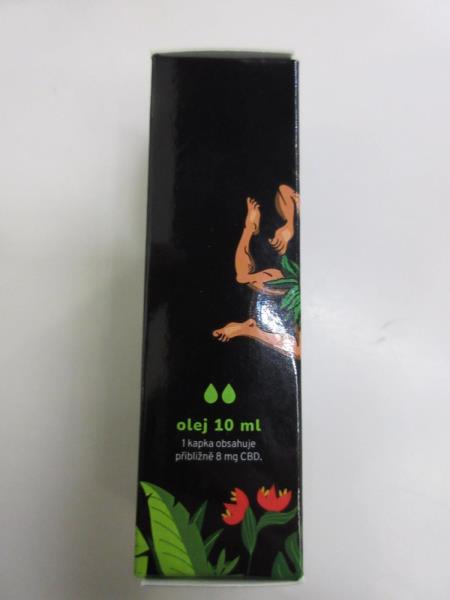 olej 10 ml
1 kapka obsahuje
přibližně 8 mg CBD.